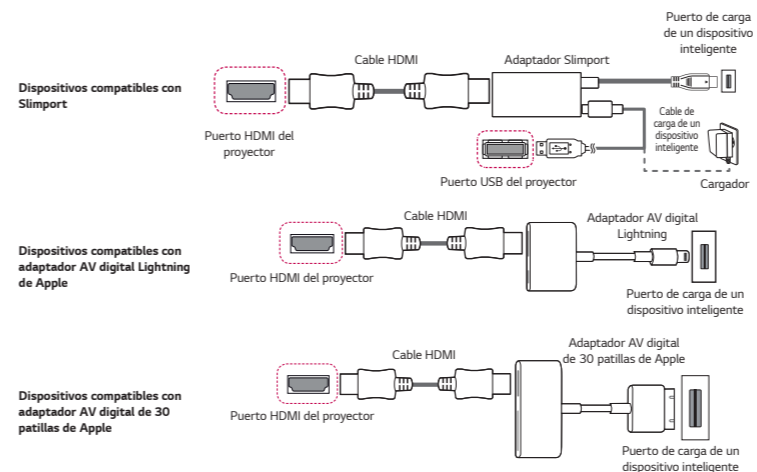 Puerto de carga
de un dispositivo
inteligente
Cable HDMI
Adaptador Slimport
Dispositivos compatibles con
Slimport
Cable de
carga de un
dispositivo
inteligente
Puerto HDMI del
proyector
Puerto USB del proyector
Cargador
Cable HDMI
Adaptador AV digital
Lightning
Dispositivos compatibles con
adaptador AV digital Lightning
de Apple
Puerto HDMI del proyector
Puerto de carga de un
dispositivo inteligente
Adaptador AV digital
de 30 patillas de Apple
Cable HDMI
Dispositivos compatibles con
adaptador AV digital de 30
patillas de Apple
Puerto HDMI del proyector
Puerto de carga de un
dispositivo inteligente